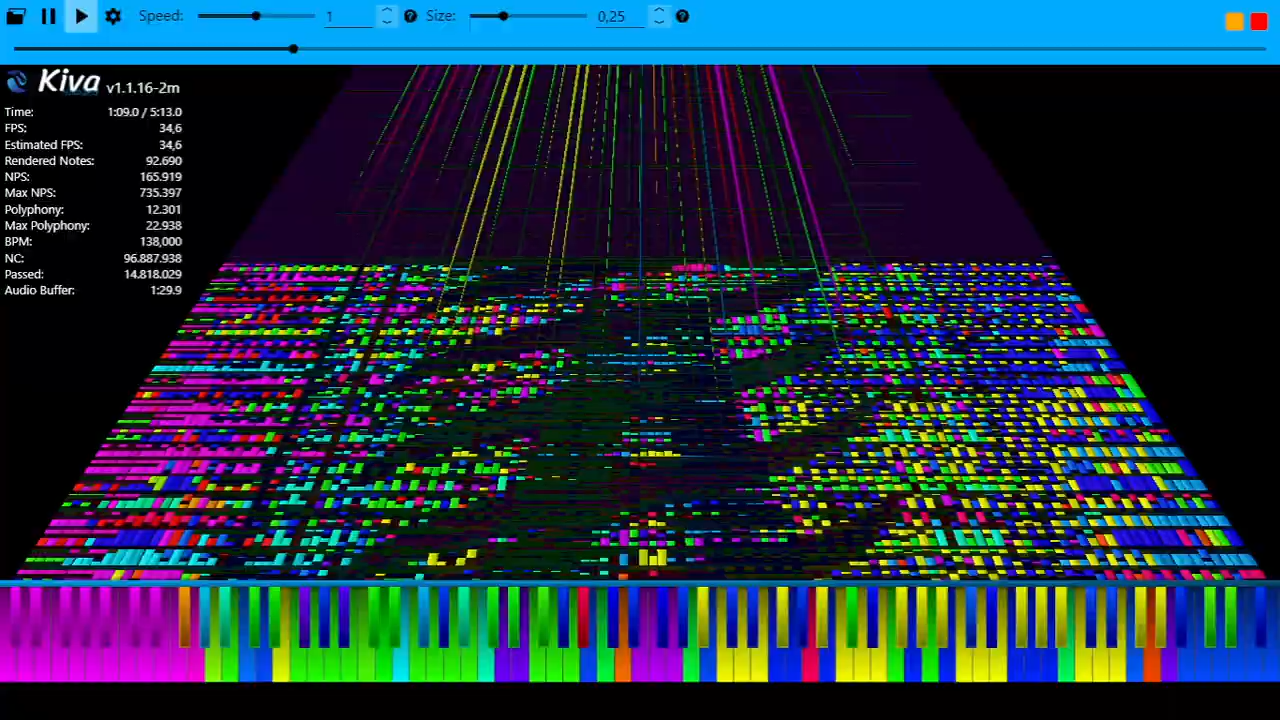 Speed: 1 Size: 0,25
Kiva v1.1.16-2m
Time: 1:09.0 / 5:13.0
FPS: 34,6
Estimated FPS: 34,6
Rendered Notes: 92.690
NPS: 165.919
Max NPS: 735.397
Polyphony: 12.301
Max Polyphony: 22.938
BPM: 138,000
NC: 96.887.938
Passed: 14.818.029
Audio Buffer: 1:29.9